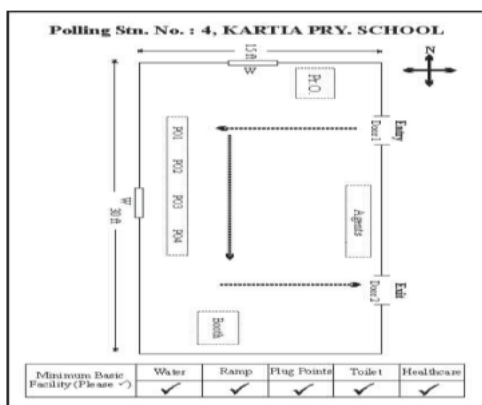 Polling Stn. No. : 4, KARTIA PRY. SCHOOL
15 ft
W
N
Pr.O.
Entry
Door 1
PO1
PO2
PO3
PO4
Agents
W
30 ft
Exit
Door 2
Booth
Minimum Basic Facility (Please ✓)
Water
Ramp
Plug Points
Toilet
Healthcare
✓ ✓ ✓ ✓ ✓